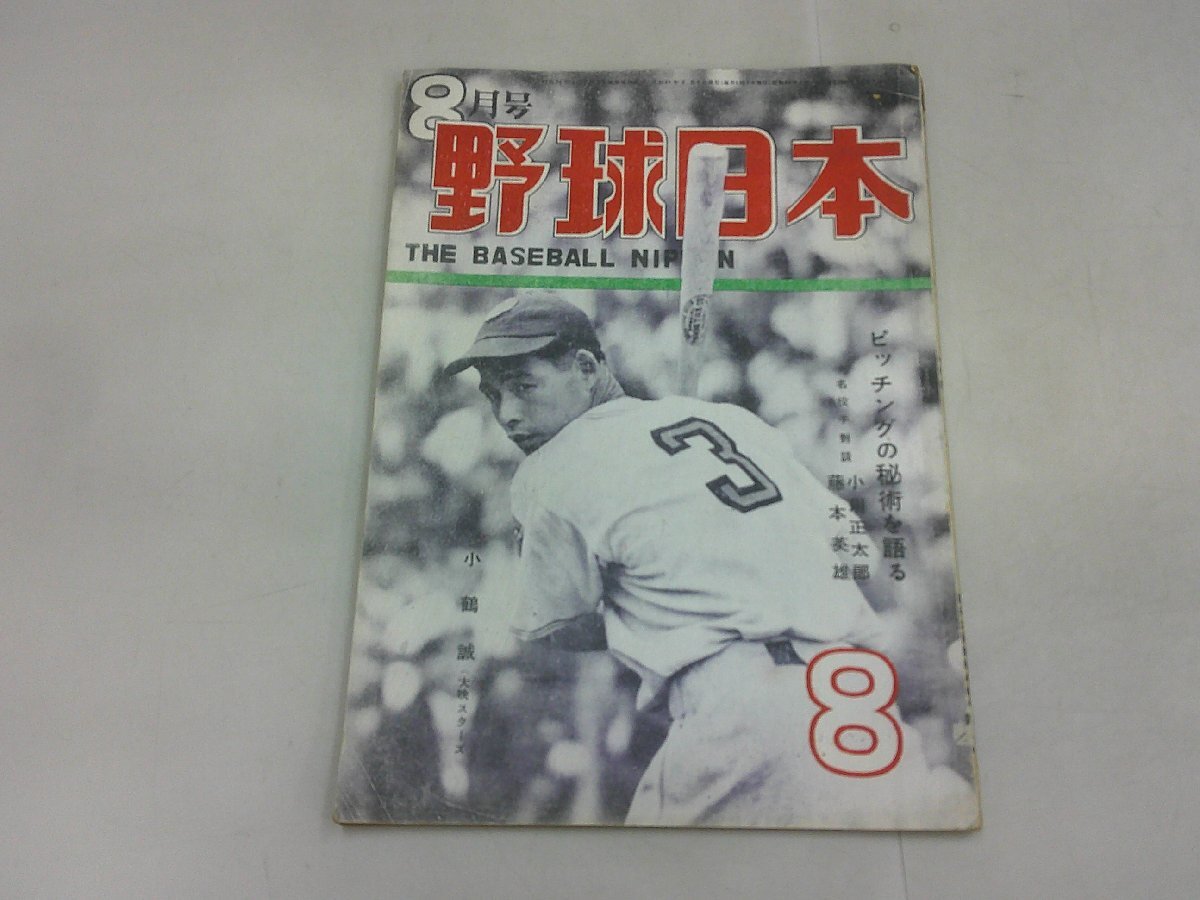 8月号
野球日本
THE BASEBALL NIPPON
ピッチングの秘術を語る
名投手対談
小川正太郎
藤本英雄
小鶴誠（大映スターズ
8
3